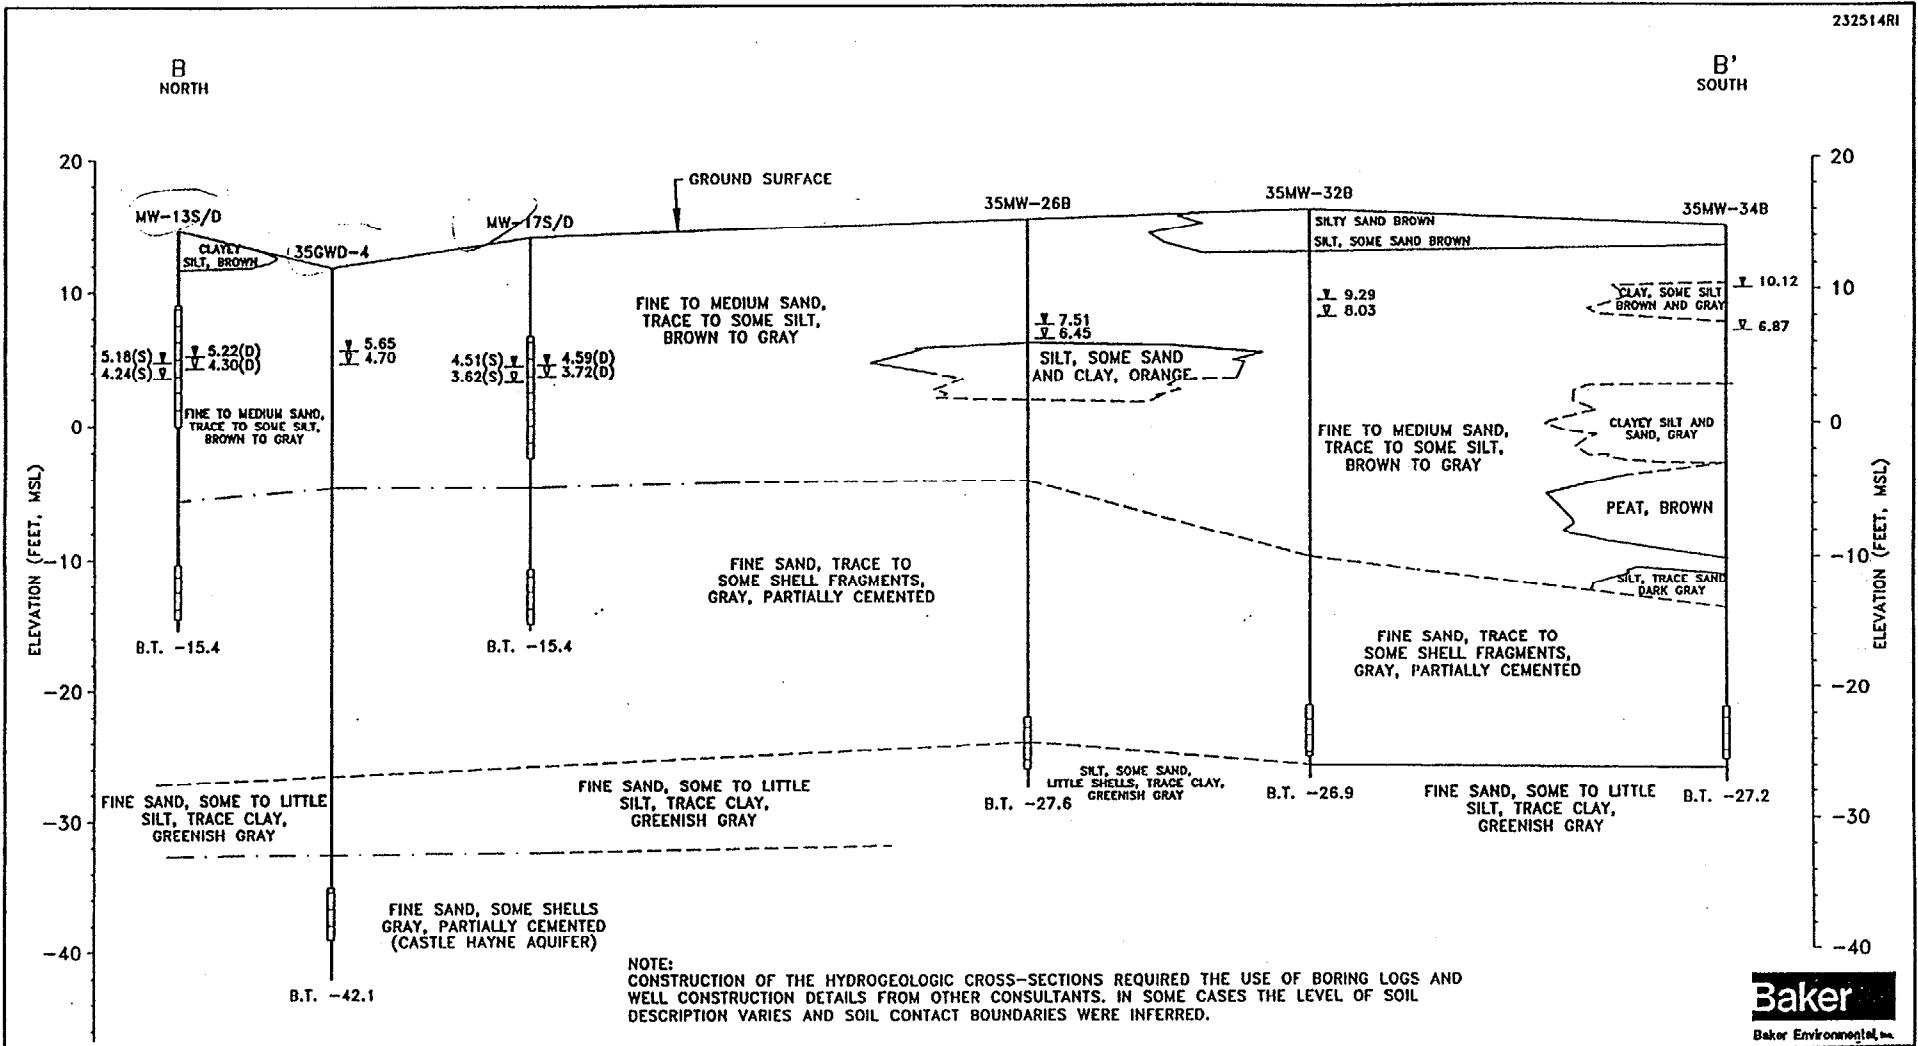 232514RI
B
NORTH
B'
SOUTH
20
10
0
-10
-20
-30
-40
ELEVATION (FEET, MSL)
20
10
0
-10
-20
-30
-40
ELEVATION (FEET, MSL)
GROUND SURFACE
MW-13S/D
35GWD-4
MW-17S/D
35MW-26B
35MW-32B
35MW-34B
CLAYEY
SILT, BROWN
SILTY SAND BROWN
SILT, SOME SAND BROWN
5.18(S)
4.24(S)
5.22(D)
4.30(D)
5.65
4.70
4.51(S)
3.62(S)
4.59(D)
3.72(D)
7.51
6.45
9.29
8.03
10.12
6.87
FINE TO MEDIUM SAND,
TRACE TO SOME SILT,
BROWN TO GRAY
FINE TO MEDIUM SAND,
TRACE TO SOME SILT,
BROWN TO GRAY
SILT, SOME SAND
AND CLAY, ORANGE
FINE TO MEDIUM SAND,
TRACE TO SOME SILT,
BROWN TO GRAY
CLAY, SOME SILT
BROWN AND GRAY
CLAYEY SILT AND
SAND, GRAY
PEAT, BROWN
SILT, TRACE SAND
DARK GRAY
FINE SAND, TRACE TO
SOME SHELL FRAGMENTS,
GRAY, PARTIALLY CEMENTED
FINE SAND, TRACE TO
SOME SHELL FRAGMENTS,
GRAY, PARTIALLY CEMENTED
B.T. -15.4
B.T. -15.4
FINE SAND, SOME TO LITTLE
SILT, TRACE CLAY,
GREENISH GRAY
FINE SAND, SOME TO LITTLE
SILT, TRACE CLAY,
GREENISH GRAY
SILT, SOME SAND,
LITTLE SHELLS, TRACE CLAY,
GREENISH GRAY
FINE SAND, SOME TO LITTLE
SILT, TRACE CLAY,
GREENISH GRAY
B.T. -27.6
B.T. -26.9
B.T. -27.2
FINE SAND, SOME SHELLS
GRAY, PARTIALLY CEMENTED
(CASTLE HAYNE AQUIFER)
B.T. -42.1
NOTE:
CONSTRUCTION OF THE HYDROGEOLOGIC CROSS-SECTIONS REQUIRED THE USE OF BORING LOGS AND
WELL CONSTRUCTION DETAILS FROM OTHER CONSULTANTS. IN SOME CASES THE LEVEL OF SOIL
DESCRIPTION VARIES AND SOIL CONTACT BOUNDARIES WERE INFERRED.
Baker
Baker Environmental, Inc.